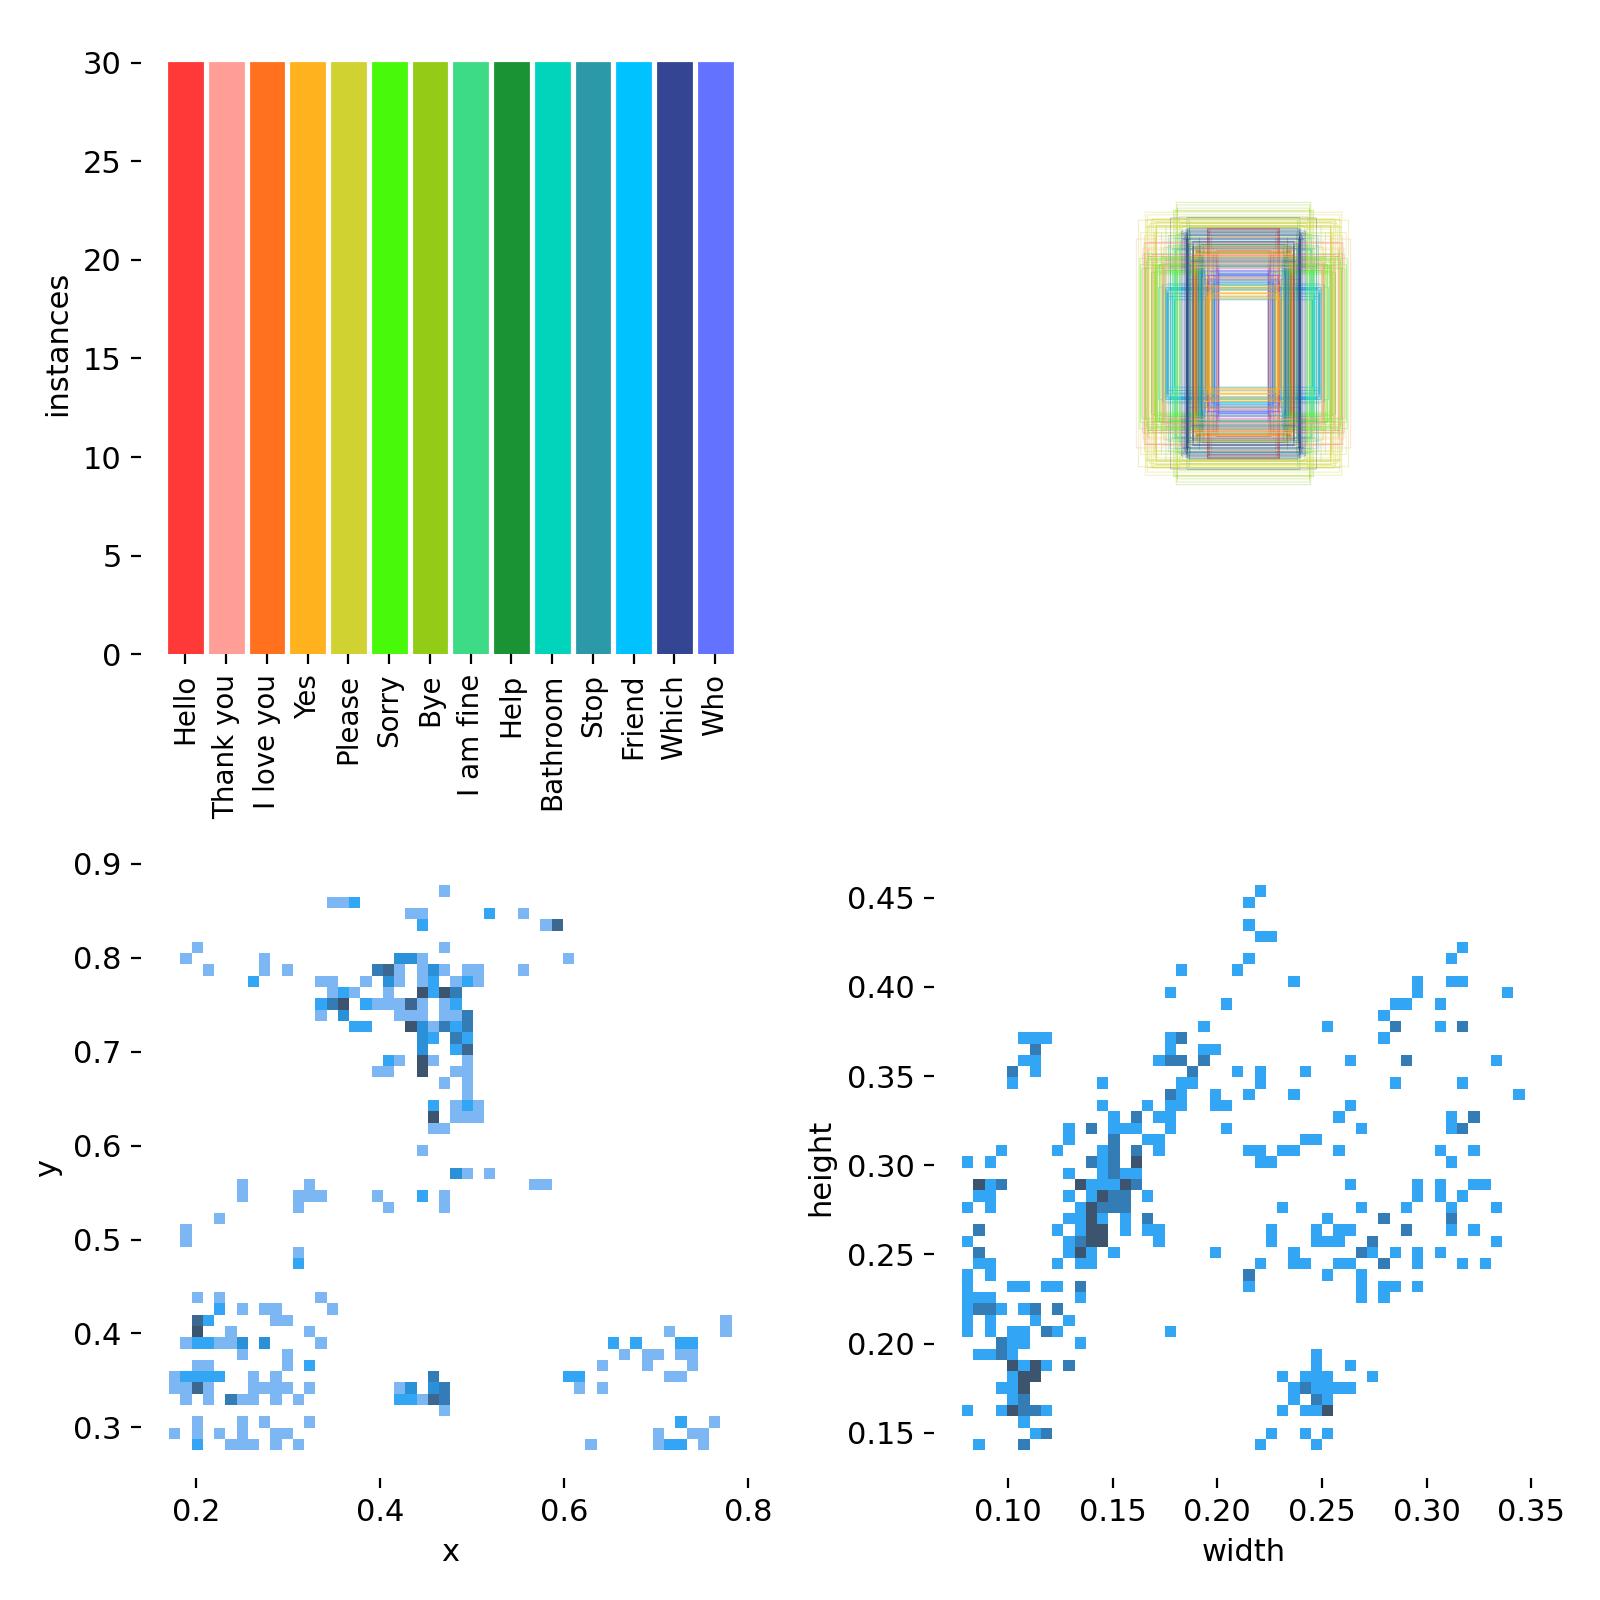 30
25
20
15
10
5
0
instances
Hello
Thank you
I love you
Yes
Please
Sorry
Bye
I am fine
Help
Bathroom
Stop
Friend
Which
Who
0.9
0.8
0.7
0.6
0.5
0.4
0.3
y
0.2 0.4 0.6 0.8
x
0.45
0.40
0.35
0.30
0.25
0.20
0.15
height
0.10 0.15 0.20 0.25 0.30 0.35
width